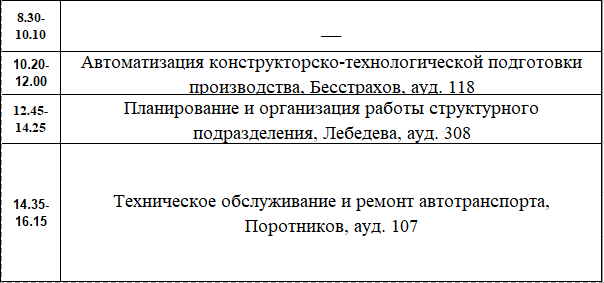 8.30-
10.10
—
10.20-
12.00
Автоматизация конструкторско-технологической подготовки
производства, Бесстрахов, ауд. 118
12.45-
14.25
Планирование и организация работы структурного
подразделения, Лебедева, ауд. 308
14.35-
16.15
Техническое обслуживание и ремонт автотранспорта,
Поротников, ауд. 107